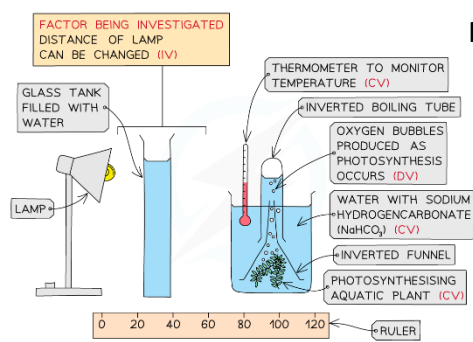 FACTOR BEING INVESTIGATED
DISTANCE OF LAMP
CAN BE CHANGED (IV)
GLASS TANK
FILLED WITH
WATER
LAMP
THERMOMETER TO MONITOR
TEMPERATURE (CV)
INVERTED BOILING TUBE
OXYGEN BUBBLES
PRODUCED AS
PHOTOSYNTHESIS
OCCURS (DV)
WATER WITH SODIUM
HYDROGENCARBONATE
(NaHCO₃) (CV)
INVERTED FUNNEL
PHOTOSYNTHESISING
AQUATIC PLANT (CV)
0 20 40 60 80 100 120
RULER